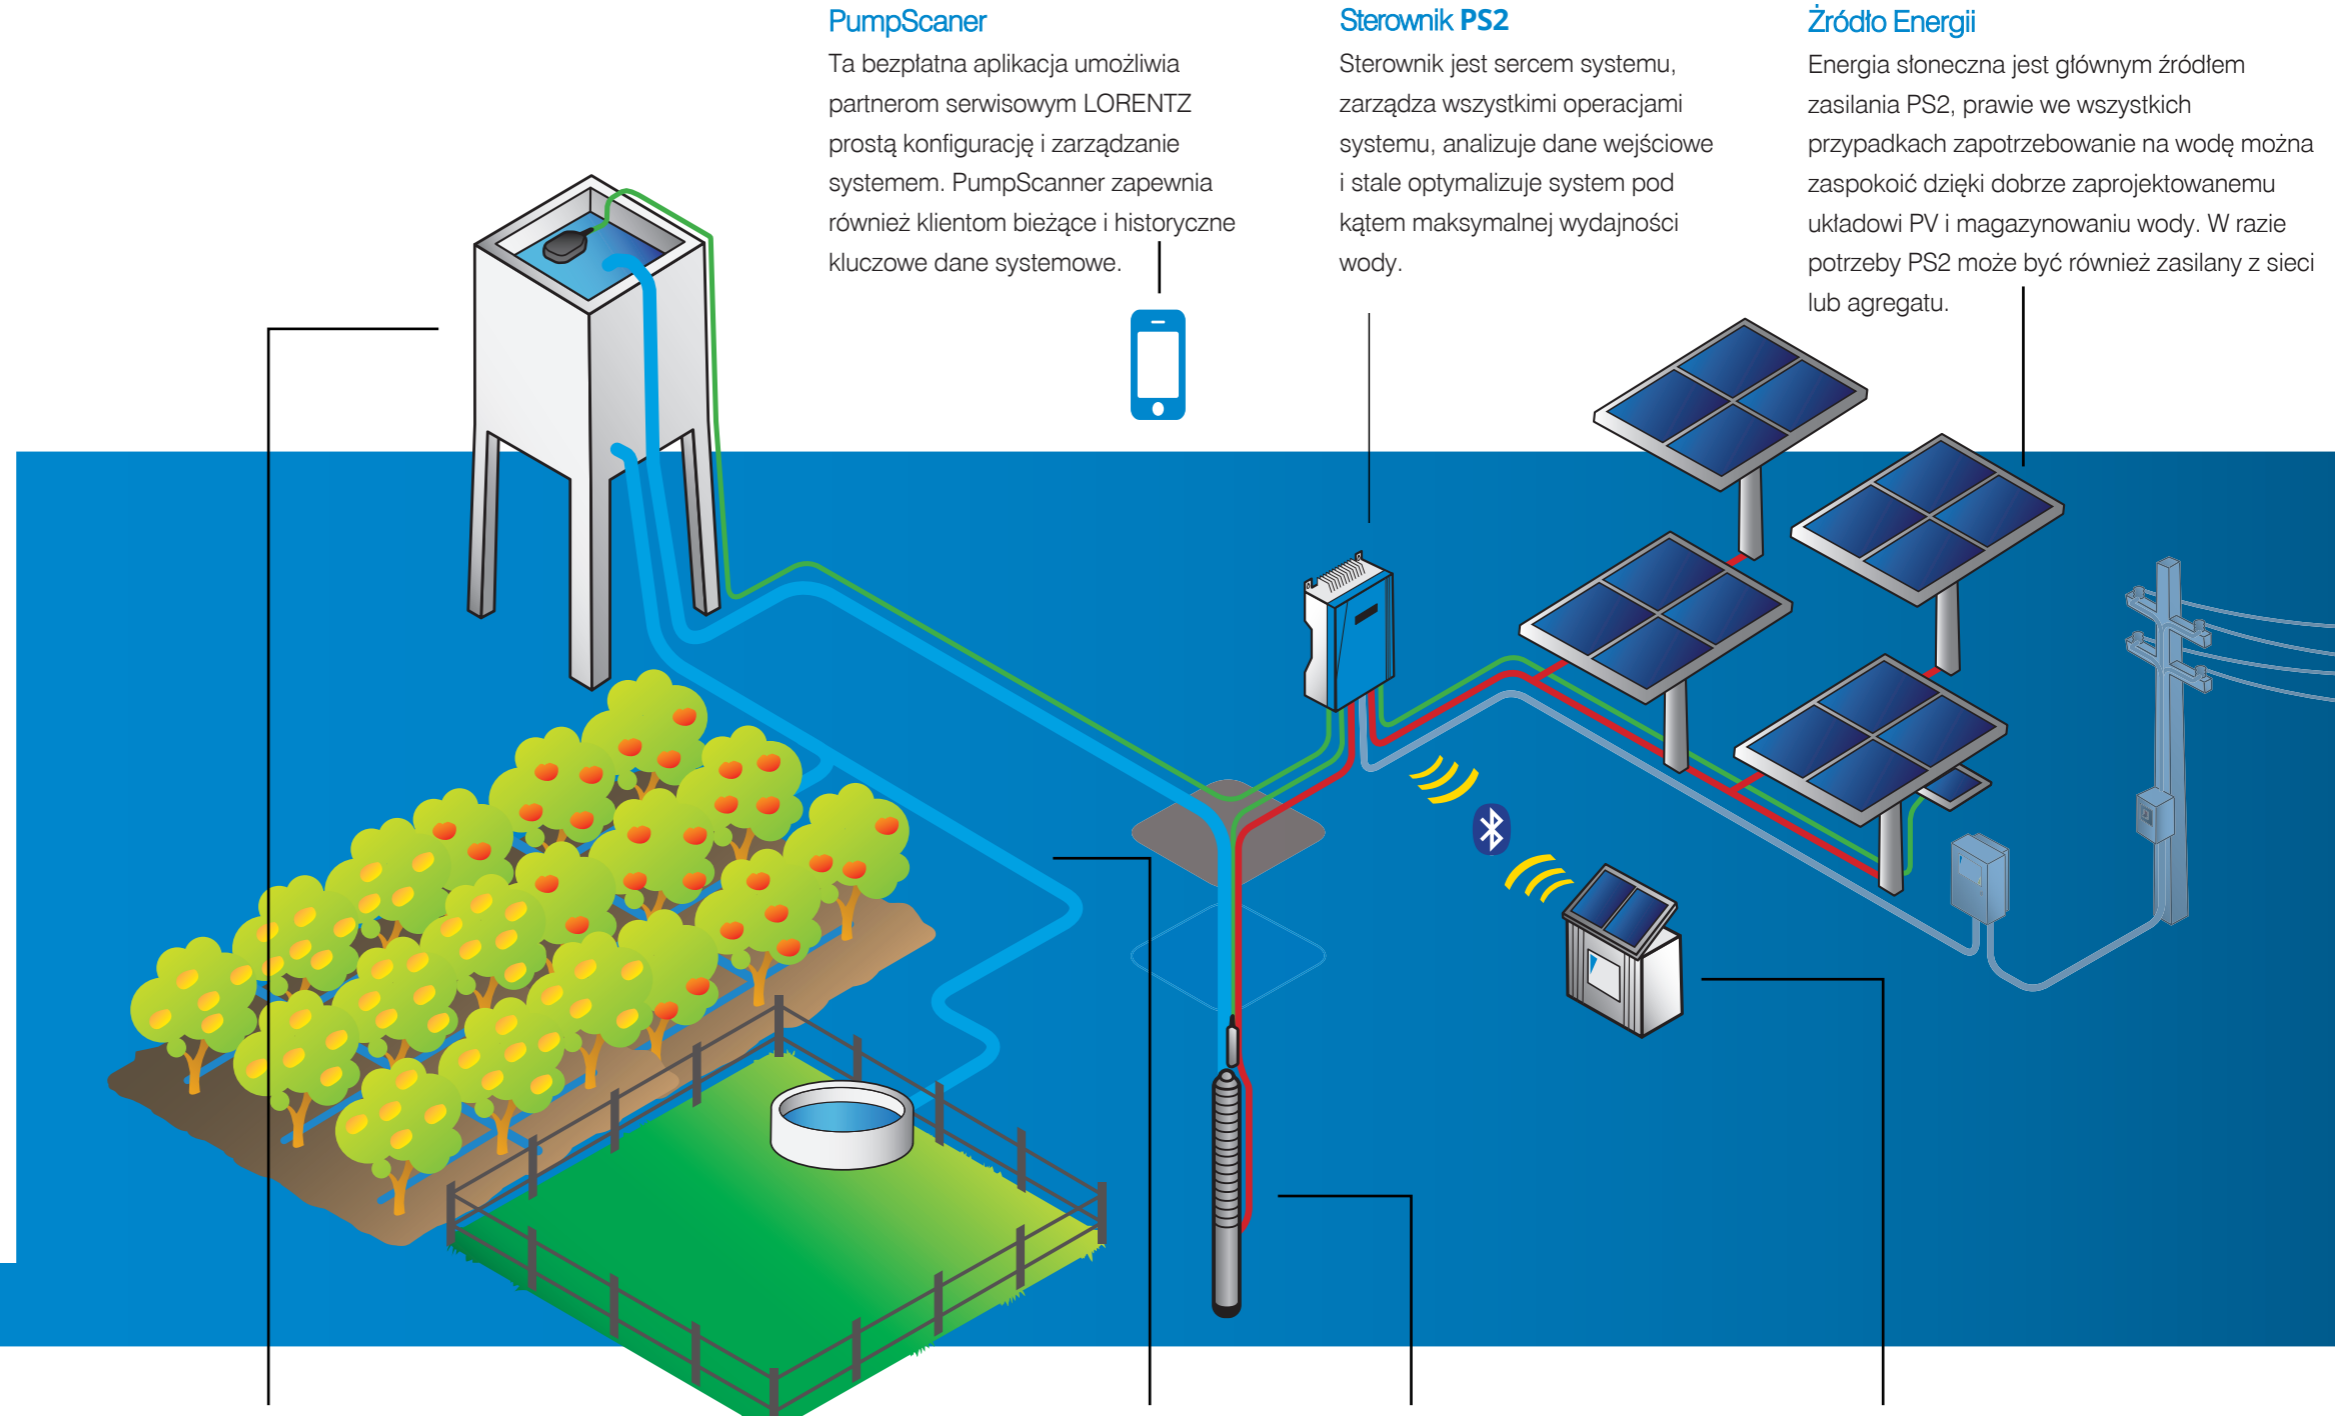 PumpScaner
Ta bezpłatna aplikacja umożliwia
partnerom serwisowym LORENTZ
prostą konfigurację i zarządzanie
systemem. PumpScanner zapewnia
również klientom bieżące i historyczne
kluczowe dane systemowe.
Sterownik PS2
Sterownik jest sercem systemu,
zarządza wszystkimi operacjami
systemu, analizuje dane wejściowe
i stale optymalizuje system pod
kątem maksymalnej wydajności
wody.
Źródło Energii
Energia słoneczna jest głównym źródłem
zasilania PS2, prawie we wszystkich
przypadkach zapotrzebowanie na wodę można
zaspokoić dzięki dobrze zaprojektowanemu
układowi PV i magazynowaniu wody. W razie
potrzeby PS2 może być również zasilany z sieci
lub agregatu.